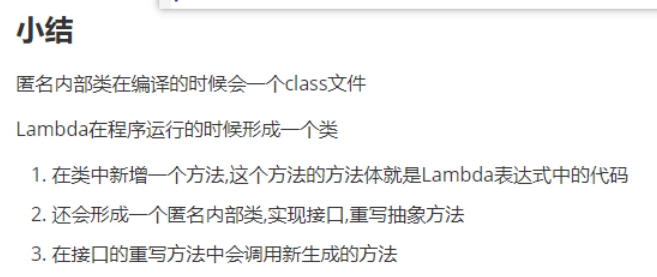 小结
匿名内部类在编译的时候会一个class文件
Lambda在程序运行的时候形成一个类
1. 在类中新增一个方法,这个方法的方法体就是Lambda表达式中的代码
2. 还会形成一个匿名内部类,实现接口,重写抽象方法
3. 在接口的重写方法中会调用新生成的方法